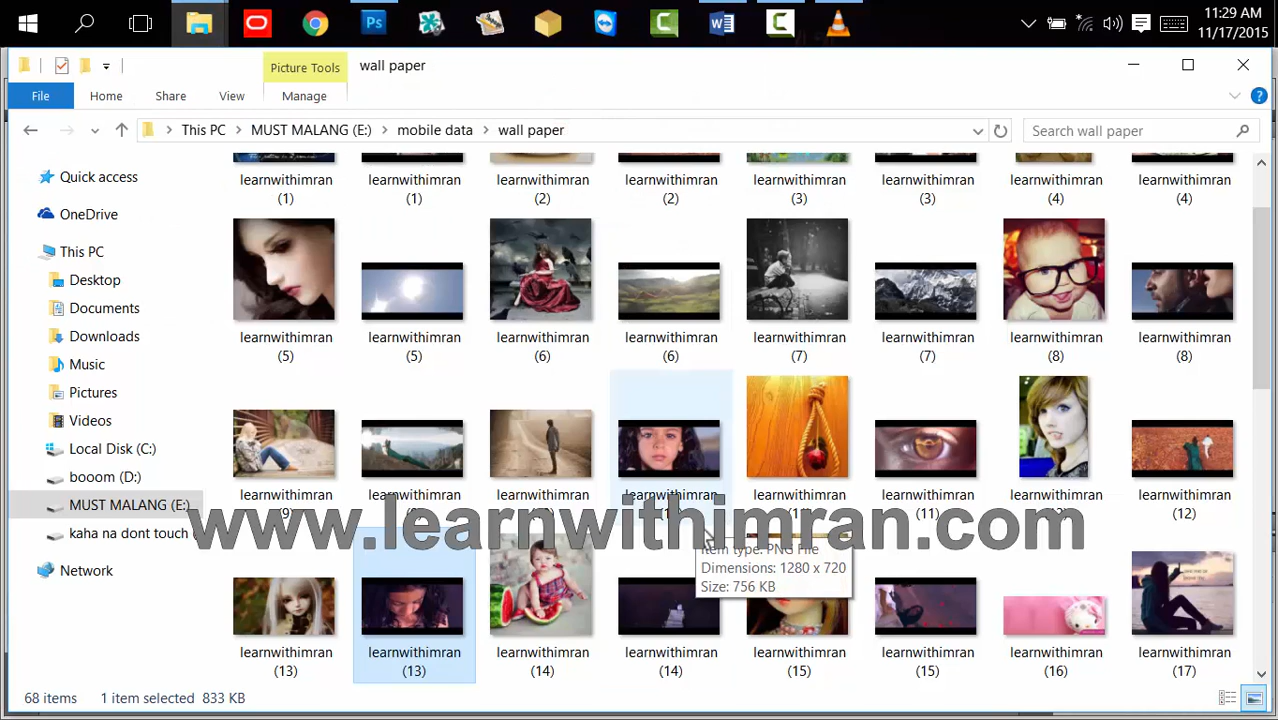 11:29 AM
11/17/2015
Picture Tools
wall paper
File
Home
Share
View
Manage
This PC
MUST MALANG (E:)
mobile data
wall paper
Search wall paper
Quick access
OneDrive
This PC
Desktop
Documents
Downloads
Music
Pictures
Videos
Local Disk (C:)
booom (D:)
MUST MALANG (E:)
kaha na dont touch
Network
learnwithimran (1)
learnwithimran (1)
learnwithimran (2)
learnwithimran (2)
learnwithimran (3)
learnwithimran (3)
learnwithimran (4)
learnwithimran (4)
learnwithimran (5)
learnwithimran (5)
learnwithimran (6)
learnwithimran (6)
learnwithimran (7)
learnwithimran (7)
learnwithimran (8)
learnwithimran (8)
learnwithimran
learnwithimran
learnwithimran
learnwithimran
learnwithimran
learnwithimran (11)
learnwithimran
learnwithimran (12)
www.learnwithimran.com
Item type: PNG File
Dimensions: 1280 x 720
Size: 756 KB
learnwithimran (13)
learnwithimran (13)
learnwithimran (14)
learnwithimran (14)
learnwithimran (15)
learnwithimran (15)
learnwithimran (16)
learnwithimran (17)
68 items
1 item selected 833 KB